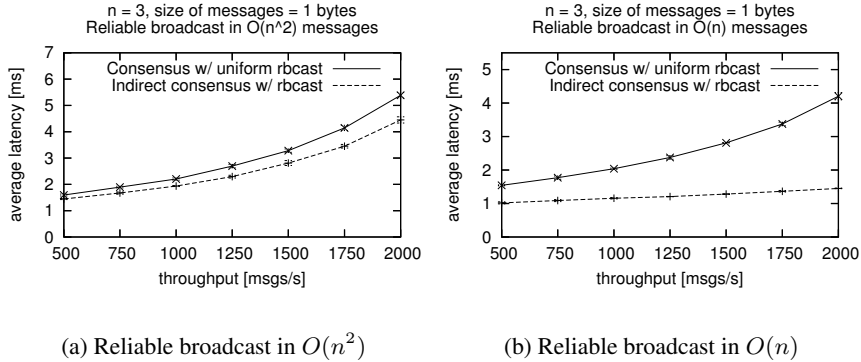 n = 3, size of messages = 1 bytes
Reliable broadcast in O(n^2) messages
7
6
5
4
3
2
1
0
average latency [ms]
Consensus w/ uniform rbcast
Indirect consensus w/ rbcast
500 750 1000 1250 1500 1750 2000
throughput [msgs/s]
(a) Reliable broadcast in O(n²)
n = 3, size of messages = 1 bytes
Reliable broadcast in O(n) messages
5
4
3
2
1
0
average latency [ms]
Consensus w/ uniform rbcast
Indirect consensus w/ rbcast
500 750 1000 1250 1500 1750 2000
throughput [msgs/s]
(b) Reliable broadcast in O(n)